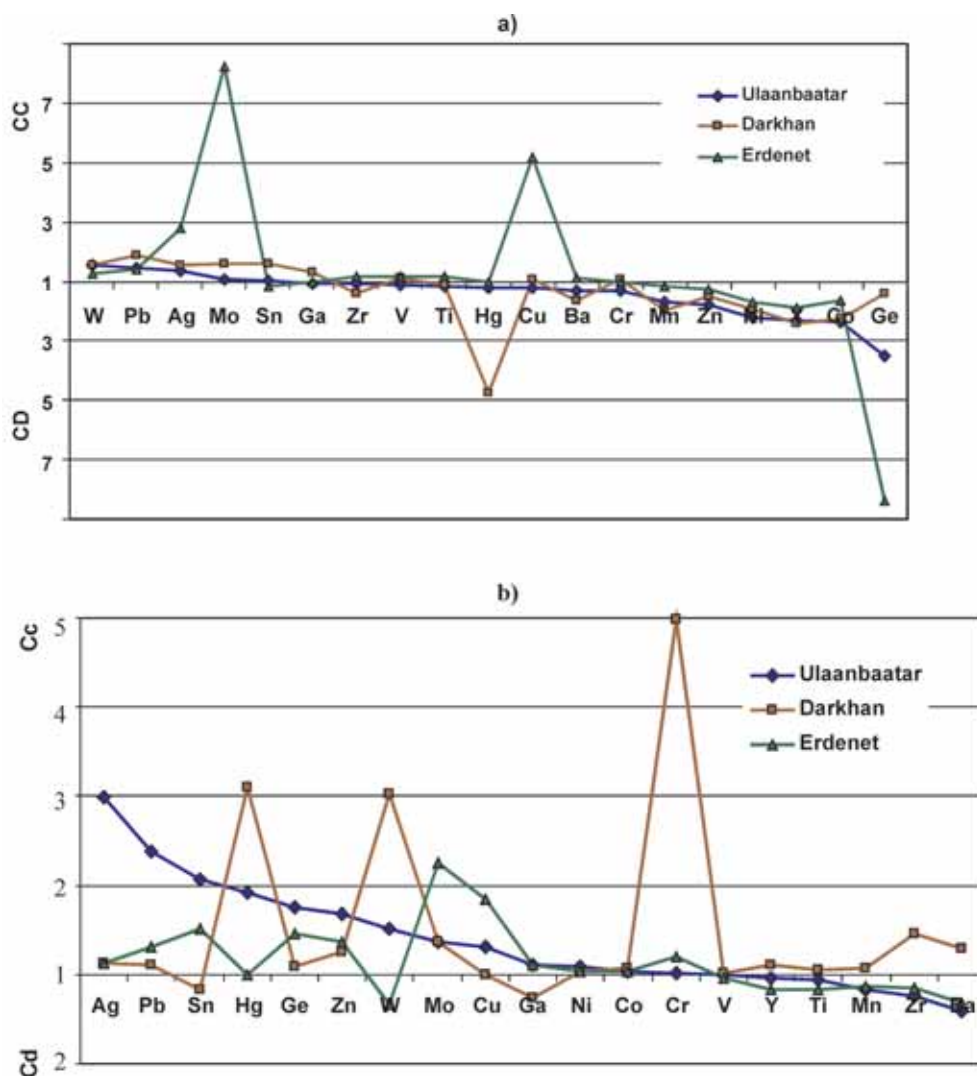 a)
CC
7
5
3
1
3
5
7
CD
Ulaanbaatar
Darkhan
Erdenet
W Pb Ag Mo Sn Ga Zr V Ti Hg Cu Ba Cr Mn Zn Ni Co Ge
b)
Cc
5
4
3
2
1
2
Cd
Ulaanbaatar
Darkhan
Erdenet
Ag Pb Sn Hg Ge Zn W Mo Cu Ga Ni Co Cr V Y Ti Mn Zr Ba